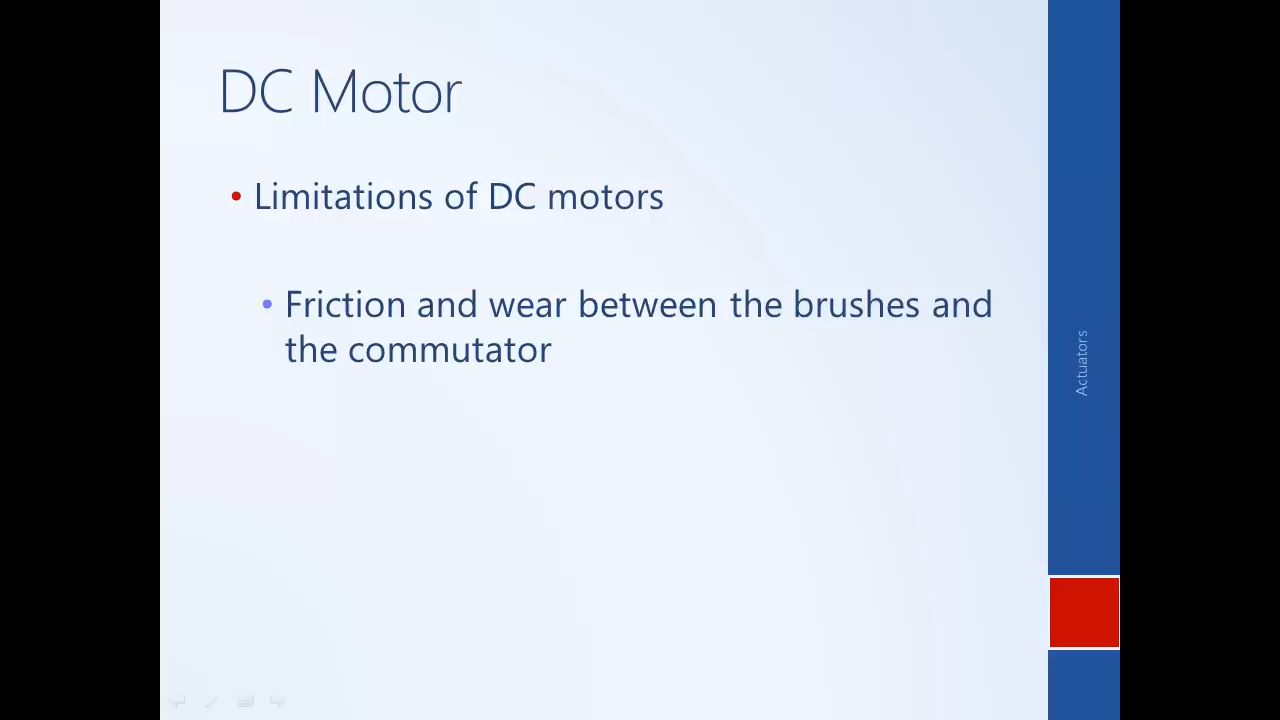 DC Motor
• Limitations of DC motors
• Friction and wear between the brushes and
the commutator
Actuators